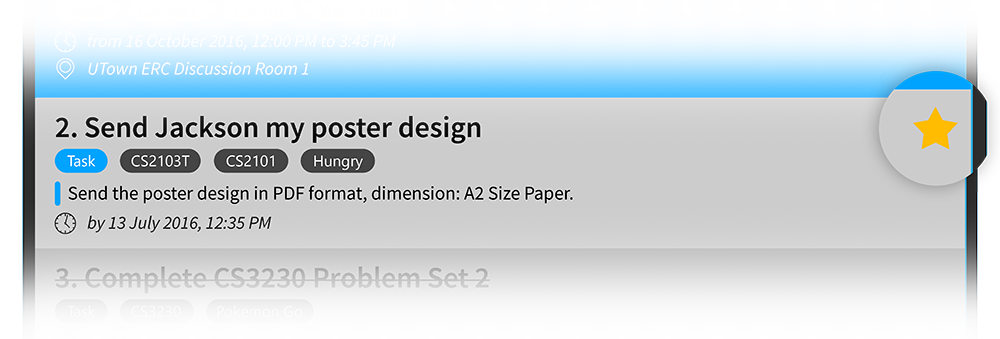 from 16 October 2016, 12:00 PM to 3:45 PM
UTown ERC Discussion Room 1
2. Send Jackson my poster design
Task CS2103T CS2101 Hungry
Send the poster design in PDF format, dimension: A2 Size Paper.
by 13 July 2016, 12:35 PM
3. Complete CS3230 Problem Set 2
Task CS3230 Pokemon Go